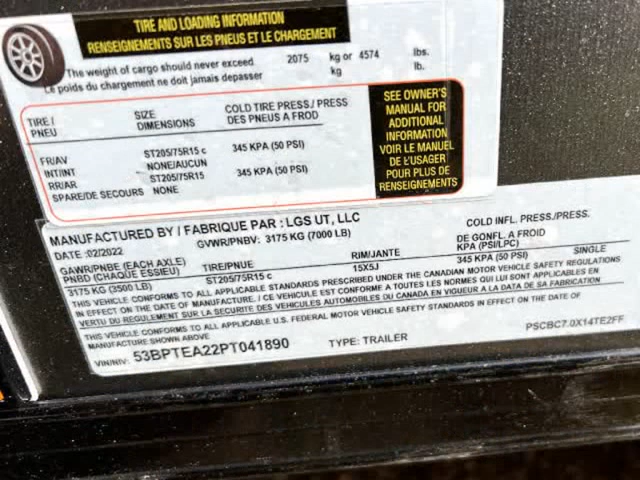 TIRE AND LOADING INFORMATION
RENSEIGNEMENTS SUR LES PNEUS ET LE CHARGEMENT
The weight of cargo should never exceed 2075 kg or 4574 lbs.
Le poids du chargement ne doit jamais depasser kg lb.
TIRE / SIZE COLD TIRE PRESS./ PRESS
PNEU DIMENSIONS DES PNEUS A FROD
FR/AV ST205/75R15 c 345 KPA (50 PSI)
INT/INT NONE/AUCUN
RR/AR ST205/75R15 345 KPA (50 PSI)
SPARE/DE SECOURS NONE
SEE OWNER'S
MANUAL FOR
ADDITIONAL
INFORMATION
VOIR LE MANUEL
DE L'USAGER
POUR PLUS DE
RENSEIGNEMENTS
MANUFACTURED BY / FABRIQUE PAR : LGS UT, LLC
DATE :02/2022 GVWR/PNBV: 3175 KG (7000 LB)
COLD INFL. PRESS./PRESS.
DE GONFL. A FROID
KPA (PSI/LPC)
GAWR/PNBE (EACH AXLE) TIRE/PNUE RIM/JANTE
PNBD (CHAQUE ESSIEU) ST205/75R15 c 15X5J 345 KPA (50 PSI) SINGLE
3175 KG (3500 LB)
THIS VEHICLE CONFORMS TO ALL APPLICABLE STANDARDS PRESCRIBED UNDER THE CANADIAN MOTOR VEHICLE SAFETY REGULATIONS
IN EFFECT ON THE DATE OF MANUFACTURE. / CE VEHICULE EST CONFORME A TOUTES LES NORMES QUI LUI SONT APPLICABLES EN
VERTU DU REGULEMENT SUR LA SECURITE DES VEHICULES AUTOMOBILES DU CANADA EN VIGUEUR A LA DATE DE SA FABRICATION
THIS VEHICLE CONFORMS TO ALL APPLICABLE U.S. FEDERAL MOTOR VEHICLE SAFETY STANDARDS IN EFFECT ON THE DATE OF
MANUFACTURE SHOWN ABOVE
VIN/NIV: 53BPTEA22PT041890 TYPE: TRAILER PSCBC7.0X14TE2FF